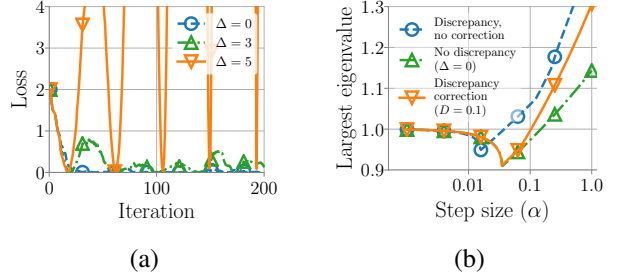 4
3
2
1
0
Loss
0
100
200
Iteration
Δ = 0
Δ = 3
Δ = 5
(a)
1.3
1.2
1.1
1.0
0.9
Largest eigenvalue
0.01
0.1
1.0
Step size (α)
Discrepancy,
no correction
No discrepancy
(Δ = 0)
Discrepancy
correction
(D = 0.1)
(b)